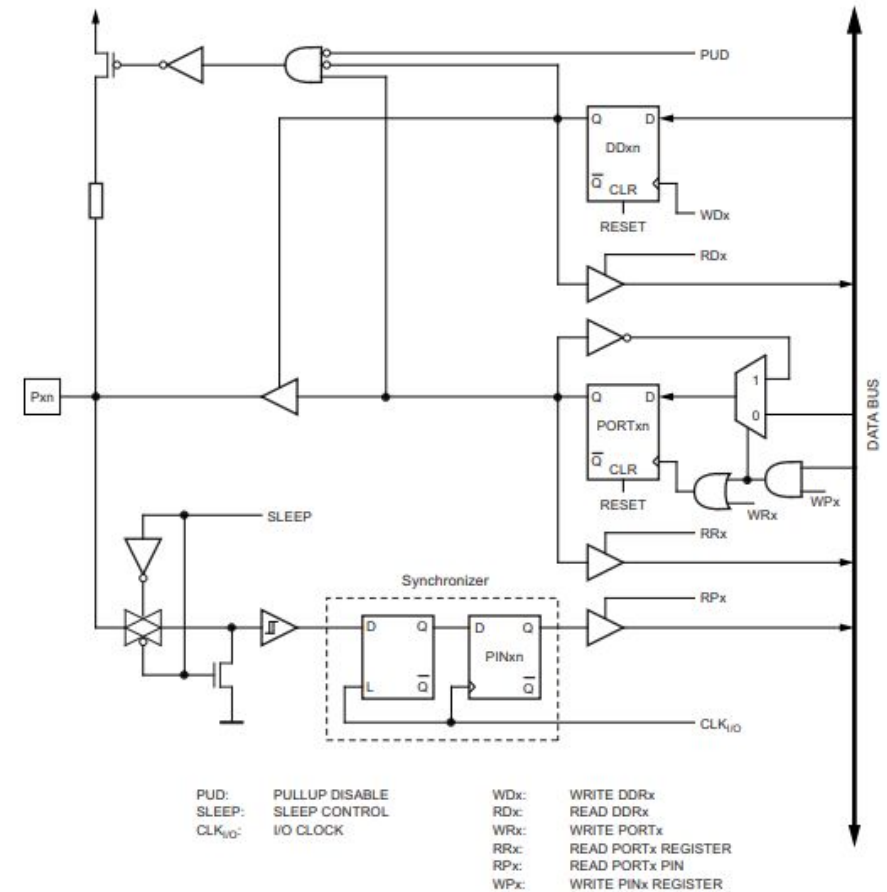 PUD
Q D
DDxn
Q
CLR
WDx
RESET
RDx
1
Pxn
Q D
0
PORTxn
DATA BUS
Q
CLR
RESET
WRx
WPx
SLEEP
RRx
Synchronizer
RPx
D Q
D Q
PINxn
L Q
Q
CLKI/O
PUD: PULLUP DISABLE
SLEEP: SLEEP CONTROL
CLKI/O: I/O CLOCK
WDx: WRITE DDRx
RDx: READ DDRx
WRx: WRITE PORTx
RRx: READ PORTx REGISTER
RPx: READ PORTx PIN
WPx: WRITE PINx REGISTER